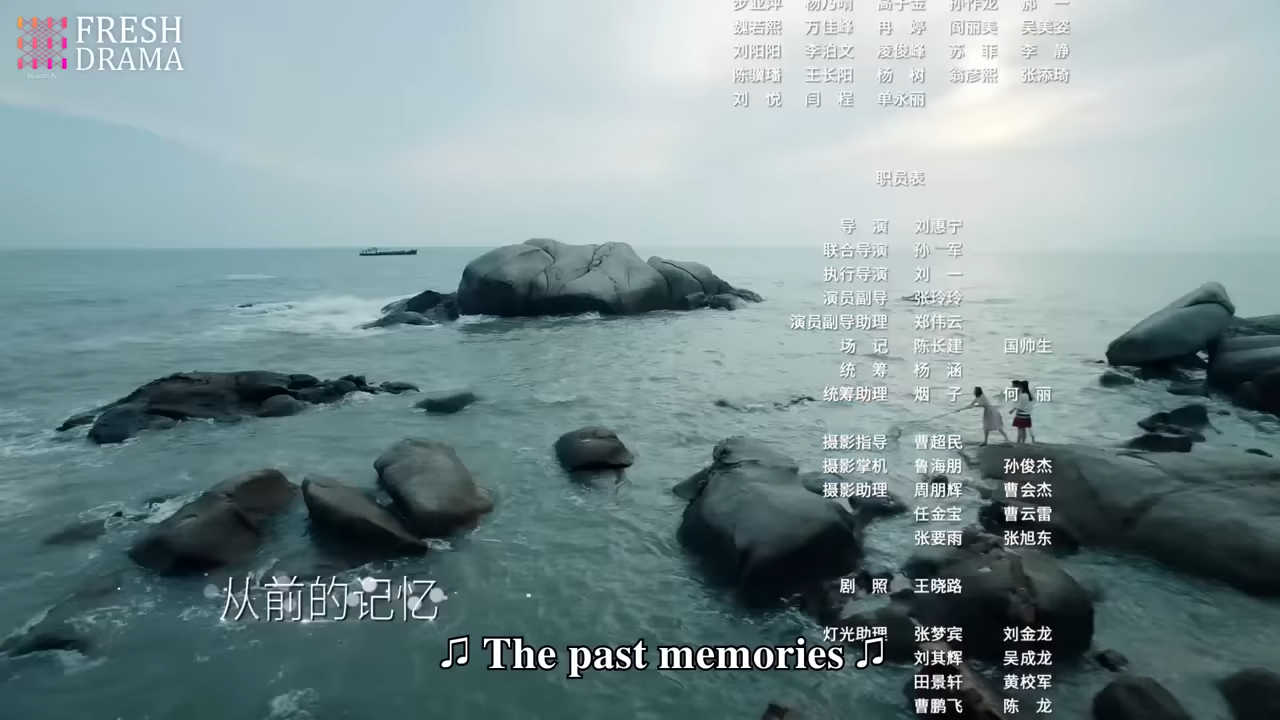 FRESH
DRAMA
魏若熙 万佳峰 冉 婷 阎丽美 吴美姿
刘阳阳 李泊文 凌俊峰 苏 菲 李 静
陈骥璠 王长阳 杨 树 翁彦熙 张添琦
刘 悦 闫 程 单永丽
职员表
导 演 刘惠宁
联合导演 孙一军
执行导演 刘 一
演员副导 张玲玲
演员副导助理 郑伟云
场 记 陈长建 国帅生
统 筹 杨 涵
统筹助理 烟 子 何 丽
摄影指导 曹超民
摄影掌机 鲁海朋 孙俊杰
摄影助理 周朋辉 曹会杰
任金宝 曹云雷
张要雨 张旭东
剧 照 王晓路
灯光助理 张梦宾 刘金龙
刘其辉 吴成龙
田景轩 黄校军
曹鹏飞 陈 龙
从前的记忆
♫ The past memories ♫